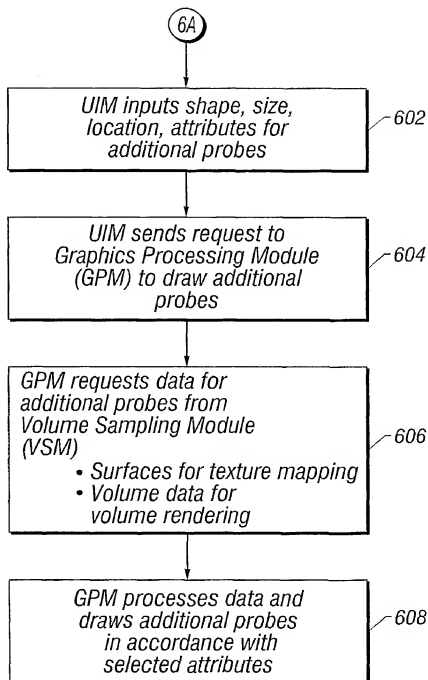 6A
UIM inputs shape, size,
location, attributes for
additional probes
602
UIM sends request to
Graphics Processing Module
(GPM) to draw additional
probes
604
GPM requests data for
additional probes from
Volume Sampling Module
(VSM)
• Surfaces for texture mapping
• Volume data for
volume rendering
606
GPM processes data and
draws additional probes
in accordance with
selected attributes
608